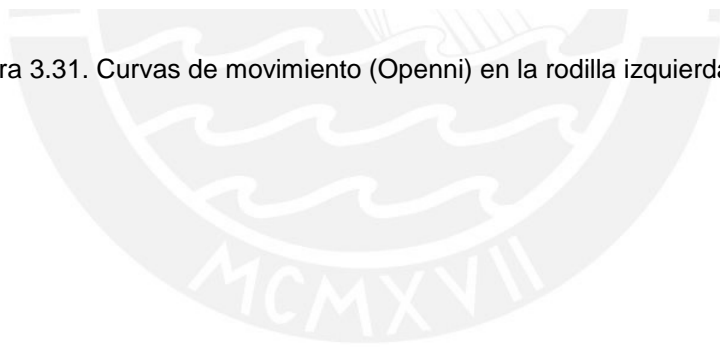 ra 3.31. Curvas de movimiento (Openni) en la rodilla izquierda
MCMXVII